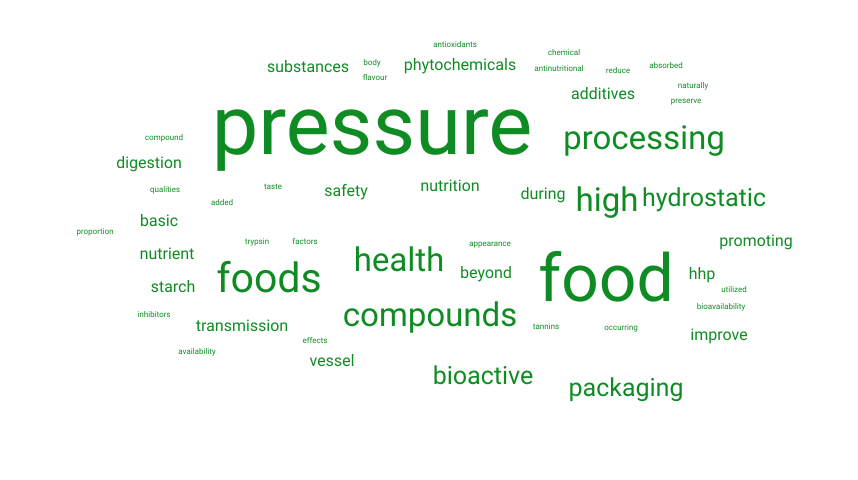 antioxidants
chemical
substances body phytochemicals antinutritional reduce absorbed
flavour
additives naturally
preserve
pressure processing
compound
digestion
qualities taste safety nutrition during high hydrostatic
added
basic
proportion
trypsin factors appearance promoting
nutrient health
foods beyond food hhp
starch utilized
bioavailability
inhibitors compounds
transmission tannins occurring improve
effects
availability
vessel
bioactive packaging